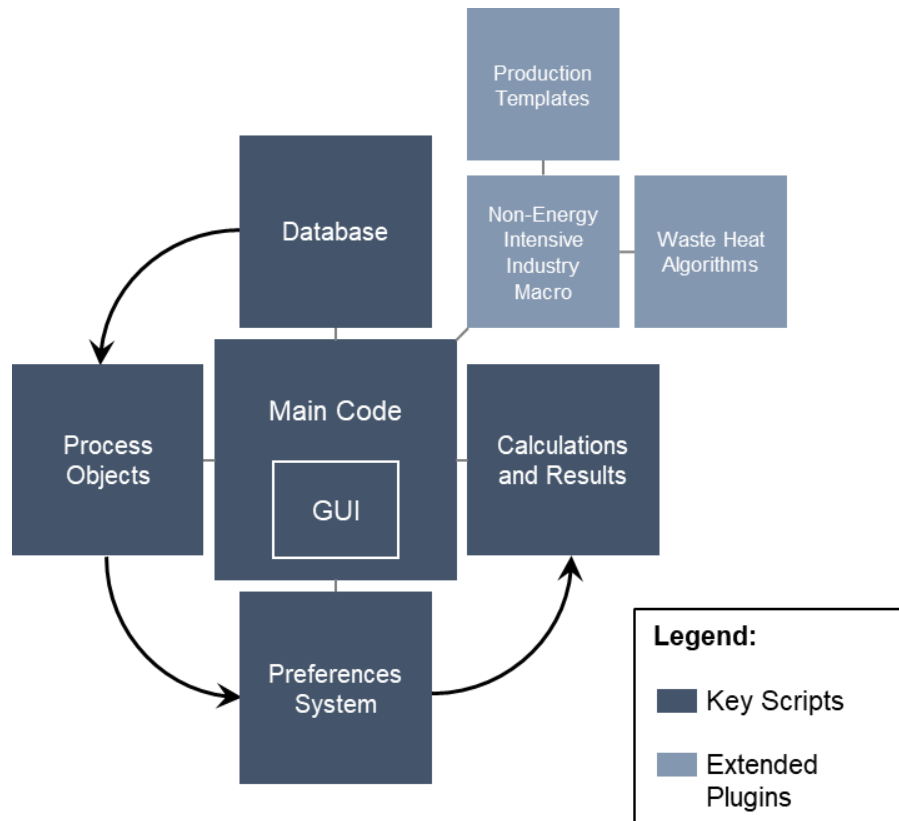 Production
Templates
Database
Non-Energy
Intensive
Industry
Macro
Waste Heat
Algorithms
Process
Objects
Main Code
GUI
Calculations
and Results
Preferences
System
Legend:
Key Scripts
Extended
Plugins